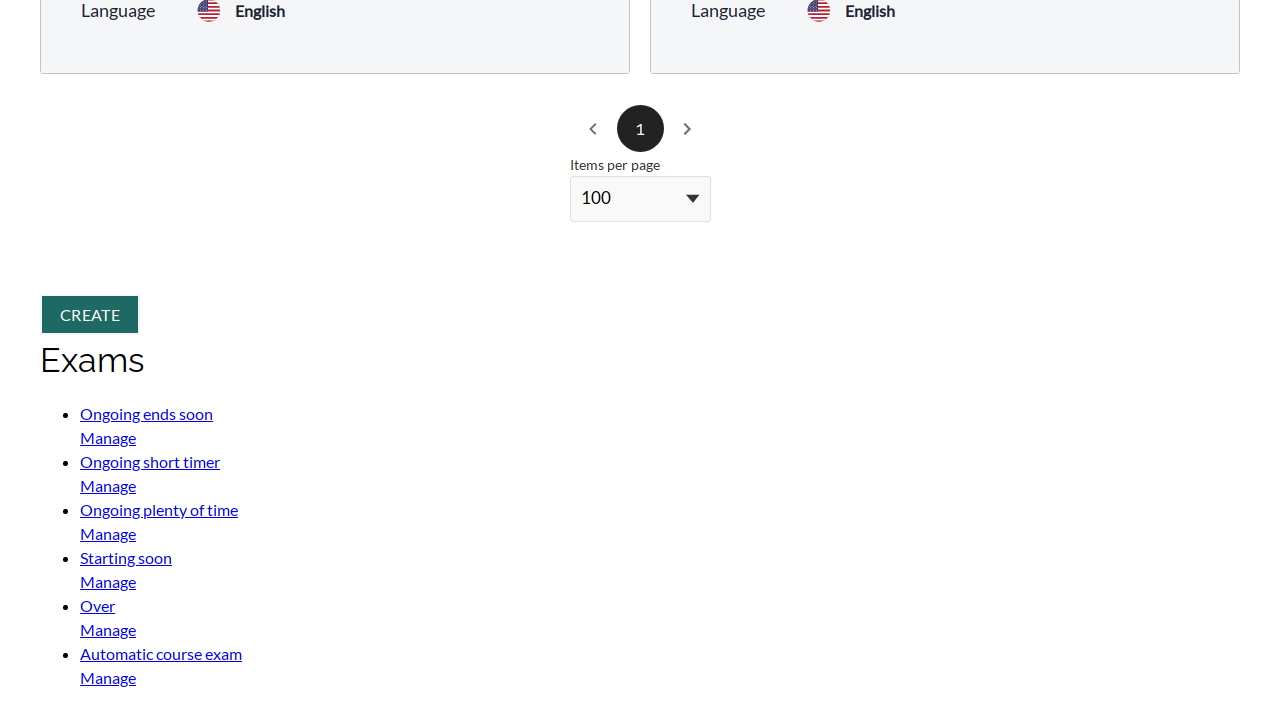 Language English
Language English
1
Items per page
100
CREATE
Exams
Ongoing ends soon
Manage
Ongoing short timer
Manage
Ongoing plenty of time
Manage
Starting soon
Manage
Over
Manage
Automatic course exam
Manage